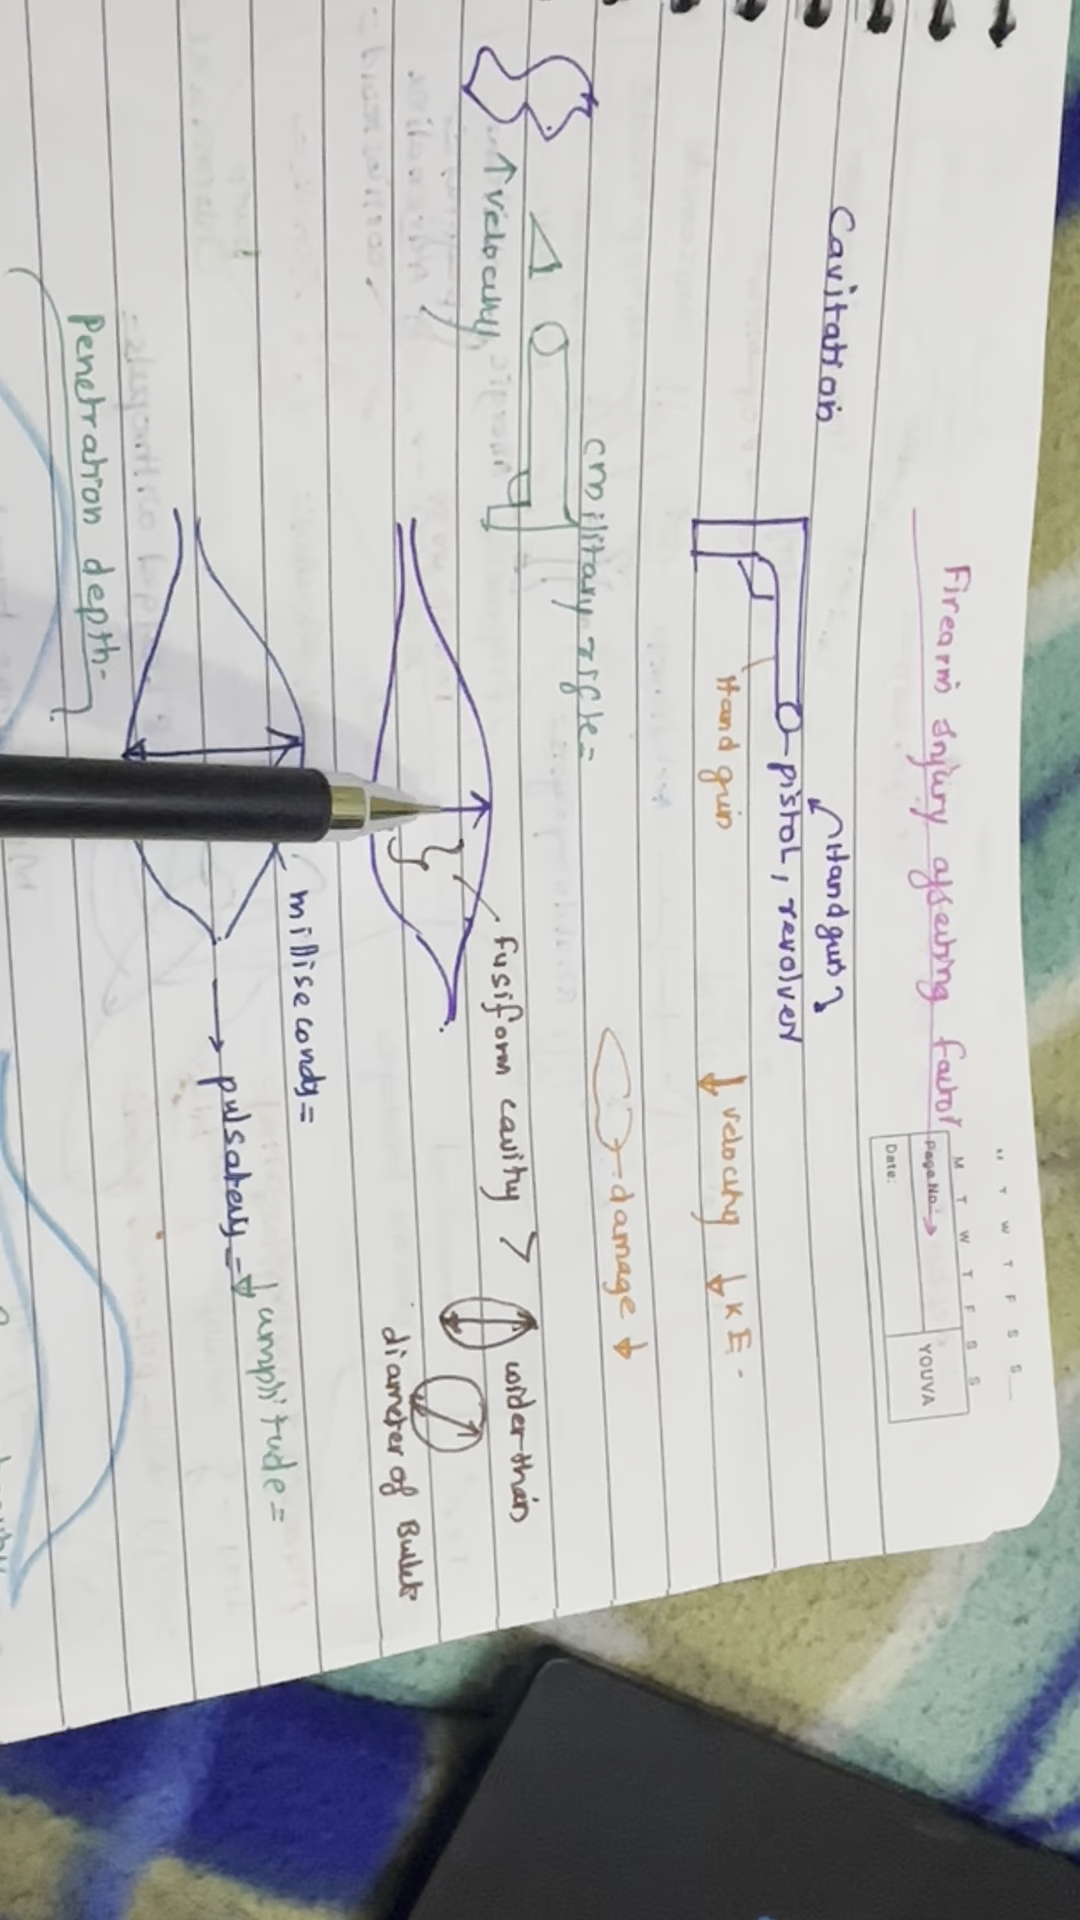 M T W T F S S
Firearm Injury affecting factor
Page No.:
Date:
YOUVA
Cavitation
Handgun
pistol, revolver
Hand gun
↓ velocity ↓ KE -
damage ↓
military rifle =
↑ velocity
fusiform cavity > wider than
diameter of Bullet
milliseconds =
→ pulsatery = ↓ amplitude =
Penetration depth -